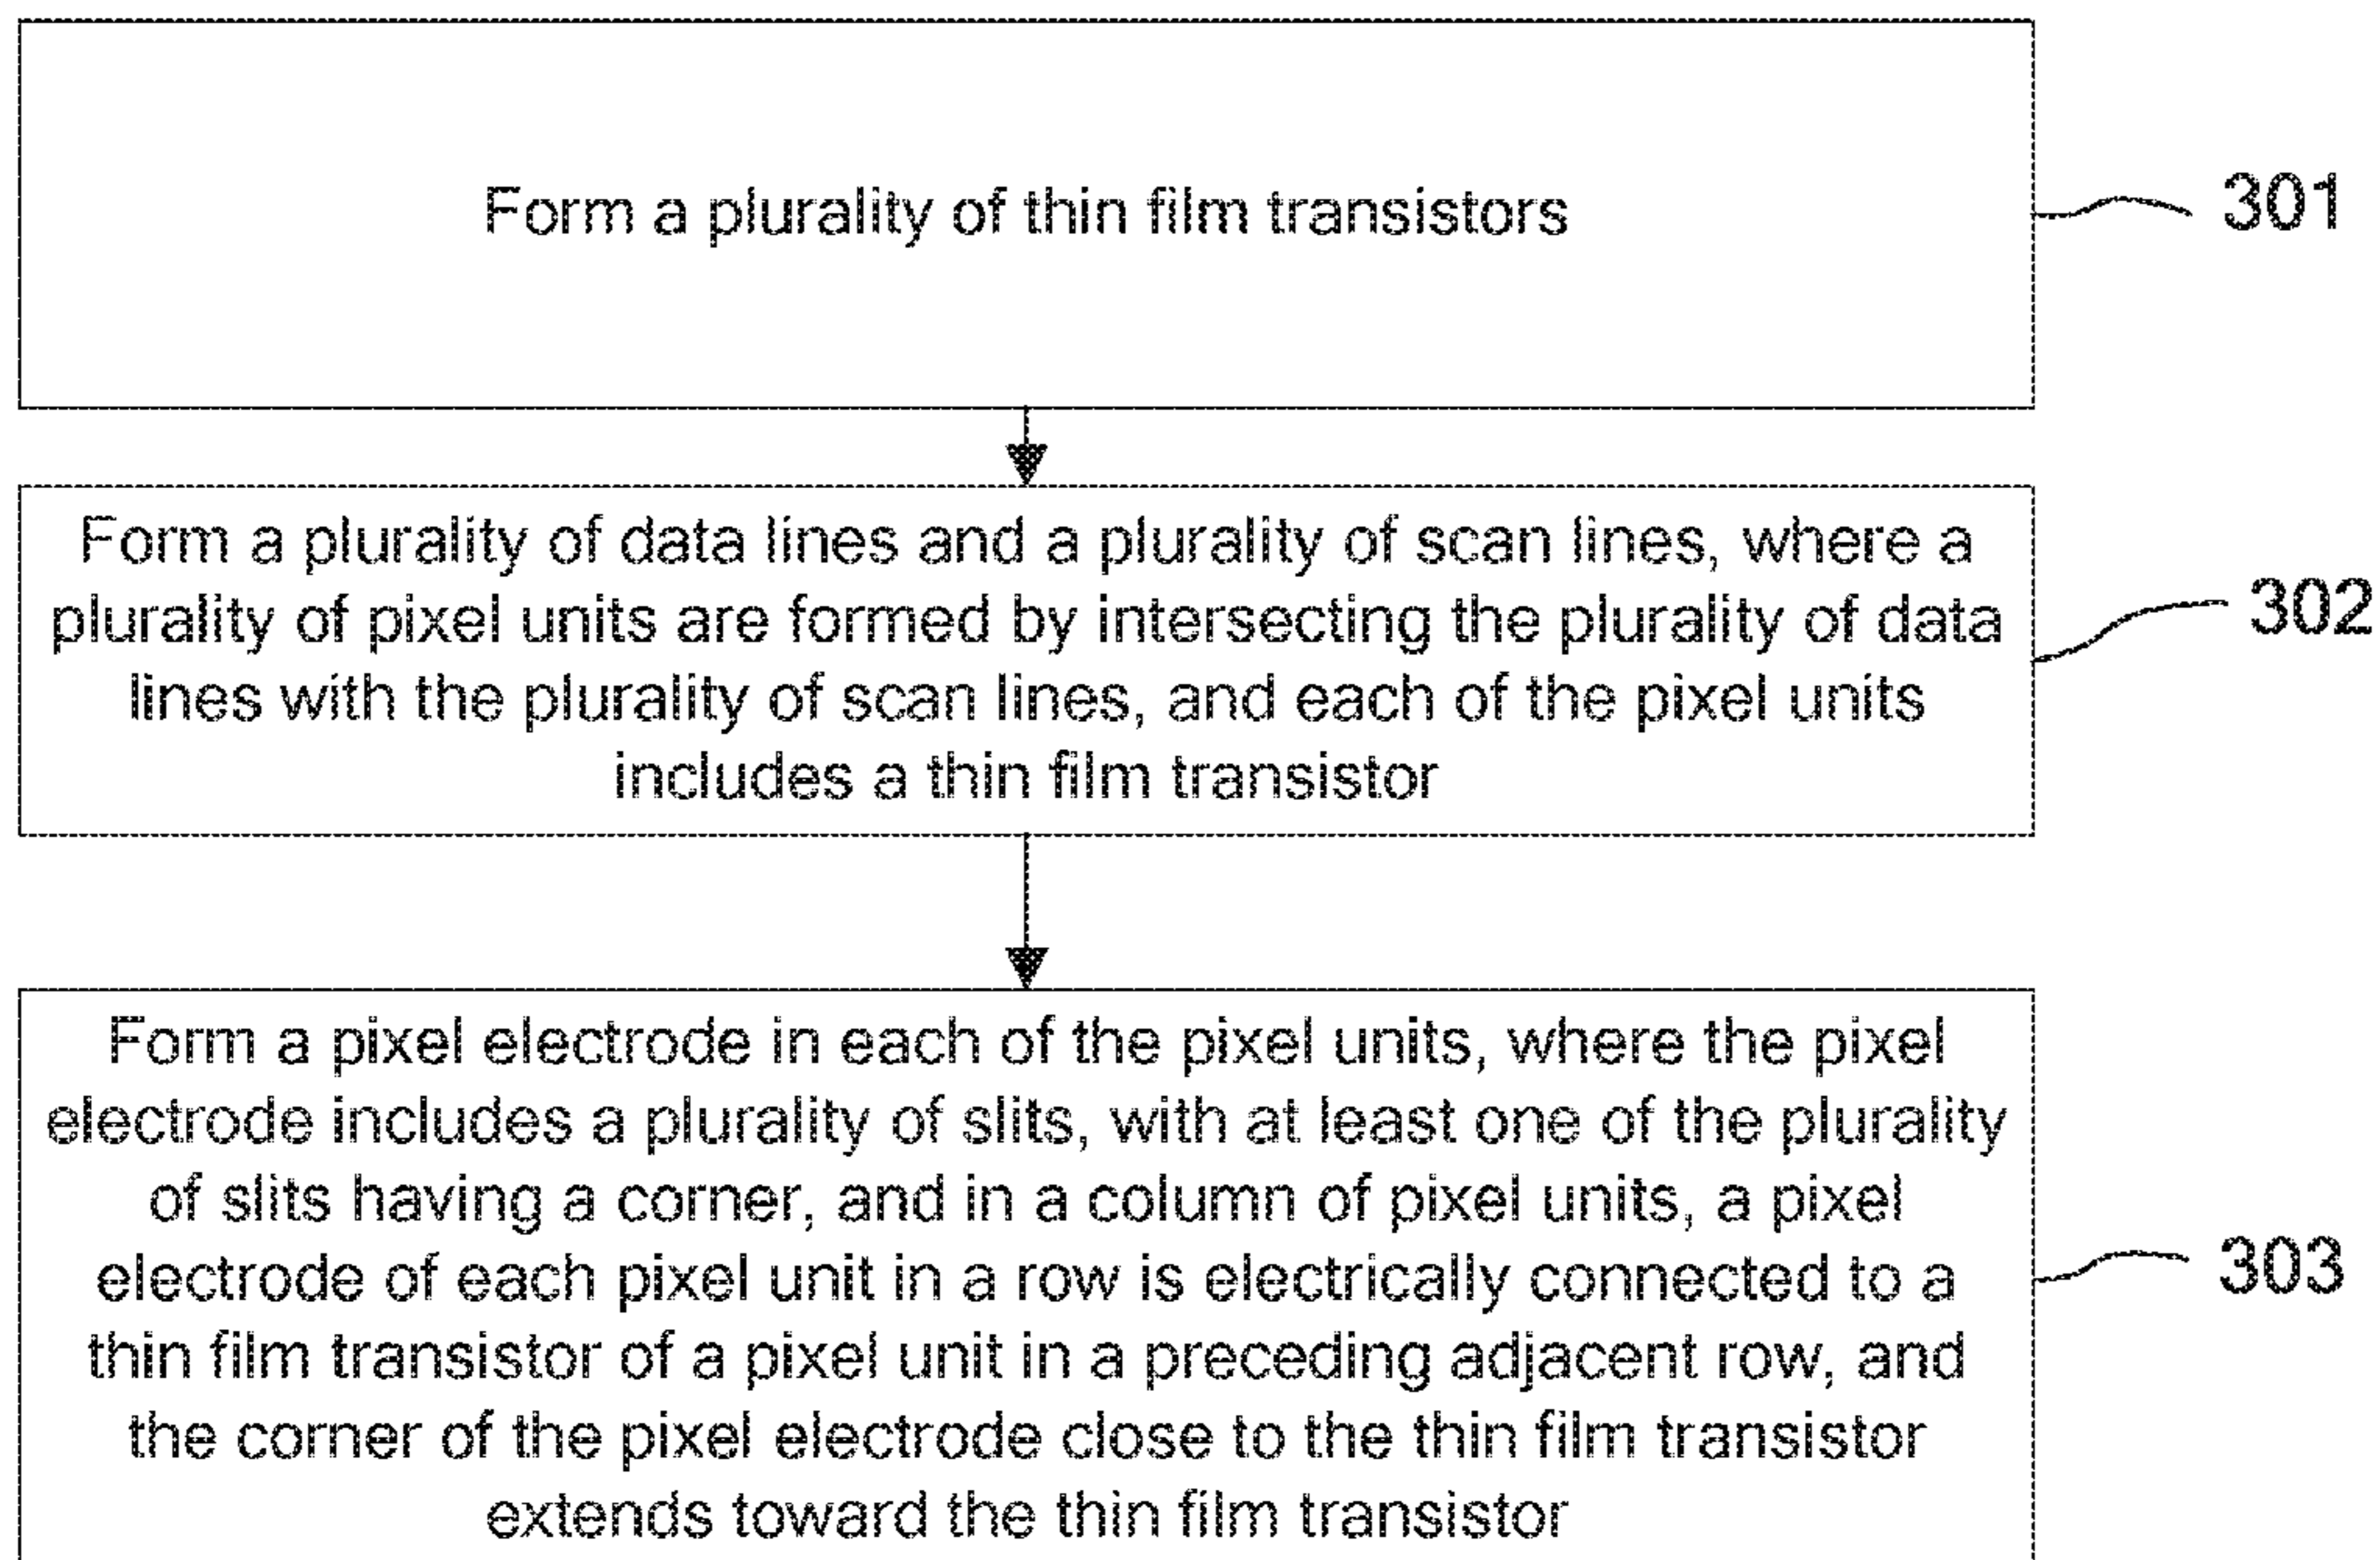 Form a plurality of thin film transistors
301
Form a plurality of data lines and a plurality of scan lines, where a
plurality of pixel units are formed by intersecting the plurality of data
lines with the plurality of scan lines, and each of the pixel units
includes a thin film transistor
302
Form a pixel electrode in each of the pixel units, where the pixel
electrode includes a plurality of slits, with at least one of the plurality
of slits having a corner, and in a column of pixel units, a pixel
electrode of each pixel unit in a row is electrically connected to a
thin film transistor of a pixel unit in a preceding adjacent row, and
the corner of the pixel electrode close to the thin film transistor
extends toward the thin film transistor
303